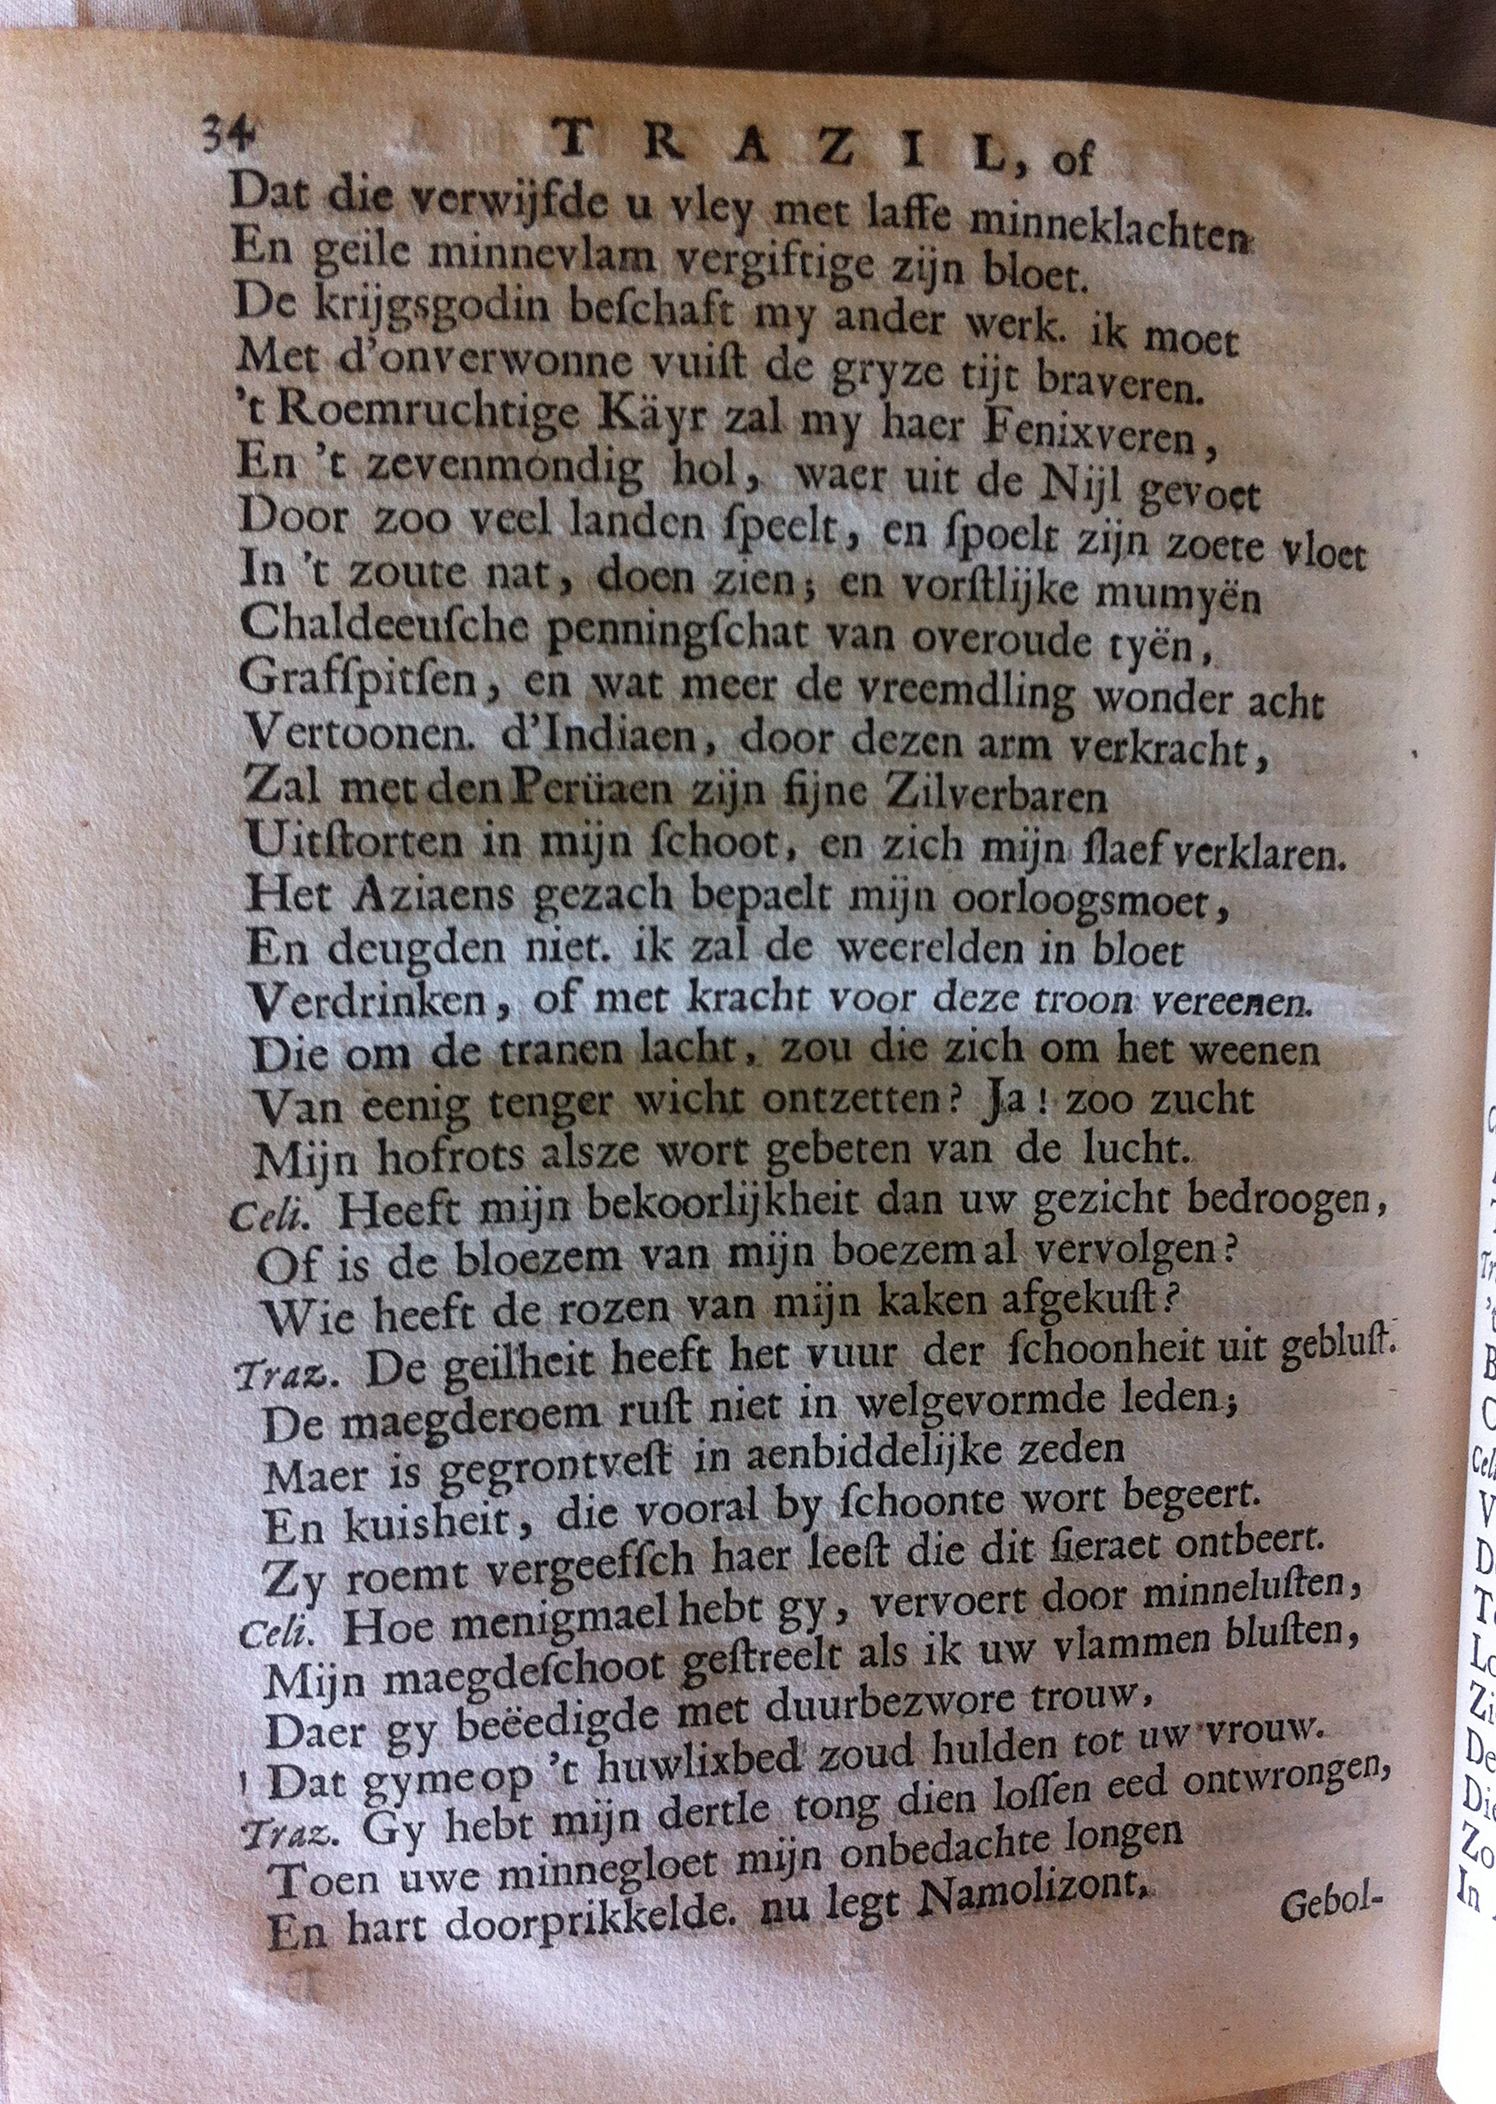 34 TRAZIL, of
Dat die verwijfde u vley met laffe minneklachten
En geile minnevlam vergiftige zijn bloet.
De krijgsgodin beſchaft my ander werk. ik moet
Met d'onverwonne vuiſt de gryze tijt braveren.
't Roemruchtige Käyr zal my haer Fenixveren,
En 't zevenmondig hol, waer uit de Nijl gevoet
Door zoo veel landen ſpeelt, en ſpoelt zijn zoete vloet
In 't zoute nat, doen zien; en vorſtlijke mumyën
Chaldeeuſche penningſchat van overoude tyën,
Grafſpitſen, en wat meer de vreemdling wonder acht
Vertoonen. d'Indiaen, door dezen arm verkracht,
Zal met den Perüaen zijn fijne Zilverbaren
Uitſtorten in mijn ſchoot, en zich mijn ſlaef verklaren.
Het Aziaens gezach bepaelt mijn oorloogsmoet,
En deugden niet. ik zal de weerelden in bloet
Verdrinken, of met kracht voor deze troon vereenen.
Die om de tranen lacht, zou die zich om het weenen
Van eenig tenger wicht ontzetten? Ja! zoo zucht
Mijn hofrots alsze wort gebeten van de lucht.
Celi. Heeft mijn bekoorlijkheit dan uw gezicht bedroogen,
Of is de bloezem van mijn boezem al vervolgen?
Wie heeft de rozen van mijn kaken afgekuſt?
Traz. De geilheit heeft het vuur der ſchoonheit uit gebluſt.
De maegderoem ruſt niet in welgevormde leden;
Maer is gegrontveſt in aenbiddelijke zeden
En kuisheit, die vooral by ſchoonte wort begeert.
Zy roemt vergeefſch haer leeſt die dit ſieraet ontbeert.
Celi. Hoe menigmael hebt gy, vervoert door minneluſten,
Mijn maegdeſchoot geſtreelt als ik uw vlammen bluſten,
Daer gy beëedigde met duurbezwore trouw,
Dat gy me op 't huwlixbed zoud hulden tot uw vrouw.
Traz. Gy hebt mijn dertle tong dien loſſen eed ontwrongen,
Toen uwe minnegloet mijn onbedachte longen
En hart doorprikkelde. nu legt Namolizont,
Gebol-